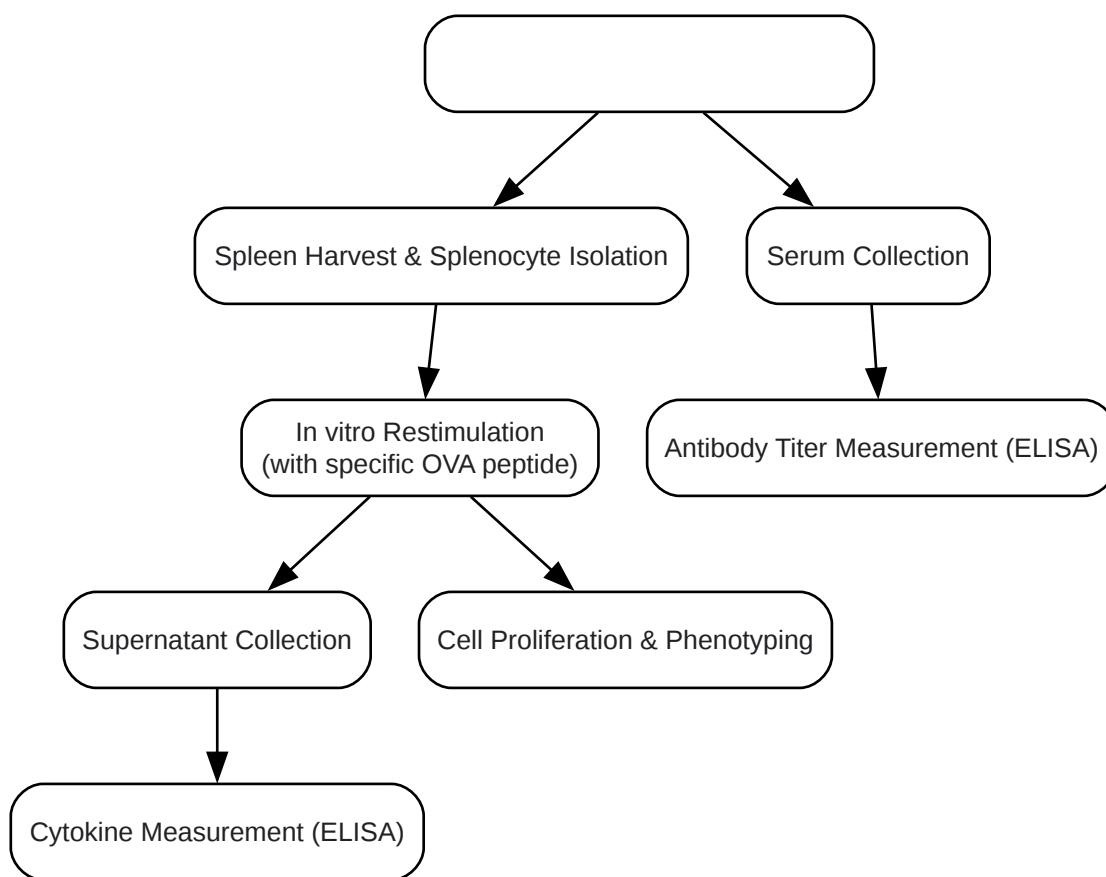 Spleen Harvest & Splenocyte Isolation
Serum Collection
In vitro Restimulation
(with specific OVA peptide)
Antibody Titer Measurement (ELISA)
Supernatant Collection
Cell Proliferation & Phenotyping
Cytokine Measurement (ELISA)